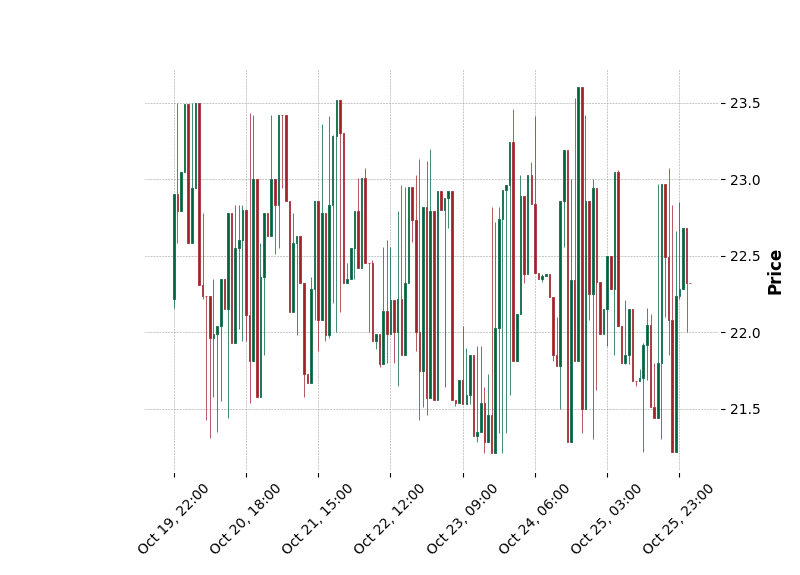 23.5
23.0
22.5
22.0
21.5
Price
Oct 19, 22:00
Oct 20, 18:00
Oct 21, 15:00
Oct 22, 12:00
Oct 23, 09:00
Oct 24, 06:00
Oct 25, 03:00
Oct 25, 23:00